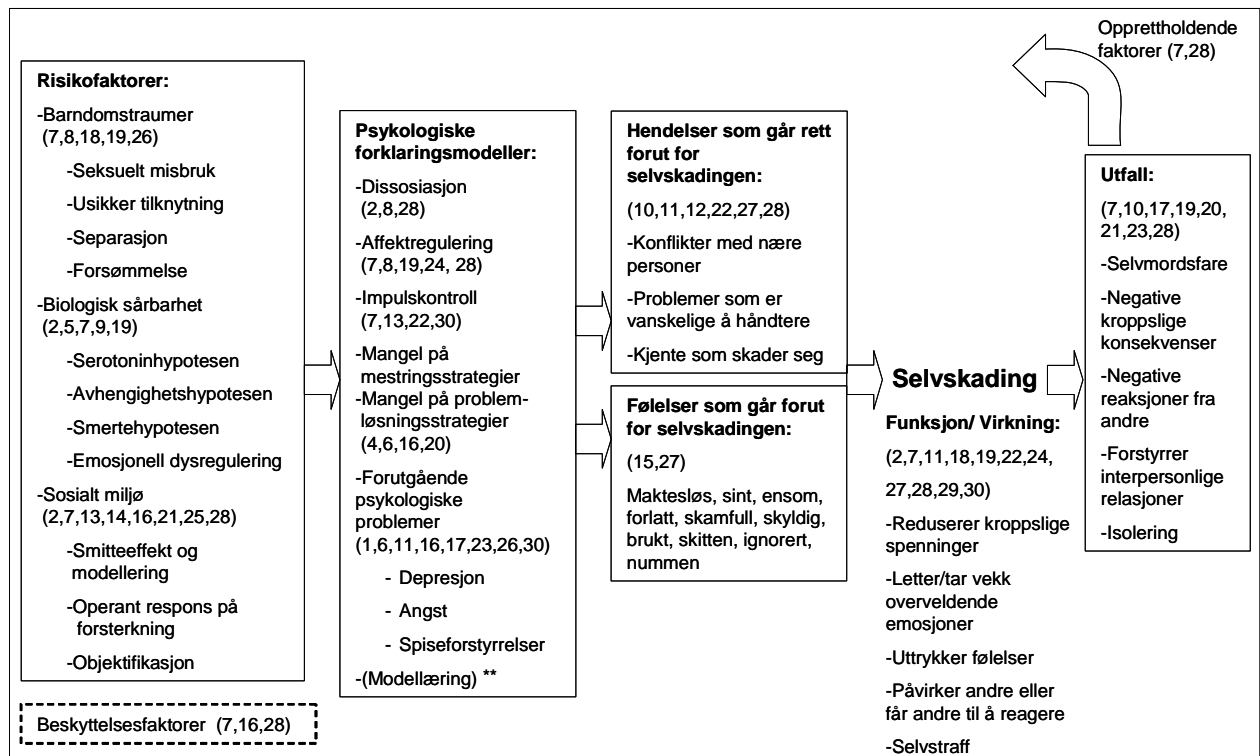 Risikofaktorer:
-Barndomstraumer
(7,8,18,19,26)
-Seksuelt misbruk
-Usikker tilknytning
-Separasjon
-Forsømmelse
-Biologisk sårbarhet
(2,5,7,9,19)
-Serotoninhypotesen
-Avhengighetshypotesen
-Smertehypotesen
-Emosjonell dysregulering
-Sosialt miljø
(2,7,13,14,16,21,25,28)
-Smitteeffekt og
modellering
-Operant respons på
forsterkning
-Objektifikasjon
Beskyttelsesfaktorer (7,16,28)
Psykologiske
forklaringsmodeller:
-Dissosiasjon
(2,8,28)
-Affektregulering
(7,8,19,24, 28)
-Impulskontroll
(7,13,22,30)
-Mangel på
mestringsstrategier
-Mangel på problem-
løsningsstrategier
(4,6,16,20)
-Forutgående
psykologiske
problemer
(1,6,11,16,17,23,26,30)
- Depresjon
- Angst
- Spiseforstyrrelser
-(Modellæring) **
Hendelser som går rett
forut for
selvskadingen:
(10,11,12,22,27,28)
-Konflikter med nære
personer
-Problemer som er
vanskelige å håndtere
-Kjente som skader seg
Følelser som går forut
for selvskadingen:
(15,27)
Maktesløs, sint, ensom,
forlatt, skamfull, skyldig,
brukt, skitten, ignorert,
nummen
Selvskading
Funksjon/ Virkning:
(2,7,11,18,19,22,24,
27,28,29,30)
-Reduserer kroppslige
spenninger
-Letter/tar vekk
overveldende
emosjoner
-Uttrykker følelser
-Påvirker andre eller
får andre til å reagere
-Selvstraff
Opprettholdende
faktorer (7,28)
Utfall:
(7,10,17,19,20,
21,23,28)
-Selvmordsfare
-Negative
kroppslige
konsekvenser
-Negative
reaksjoner fra
andre
-Forstyrrer
interpersonlige
relasjoner
-Isolering